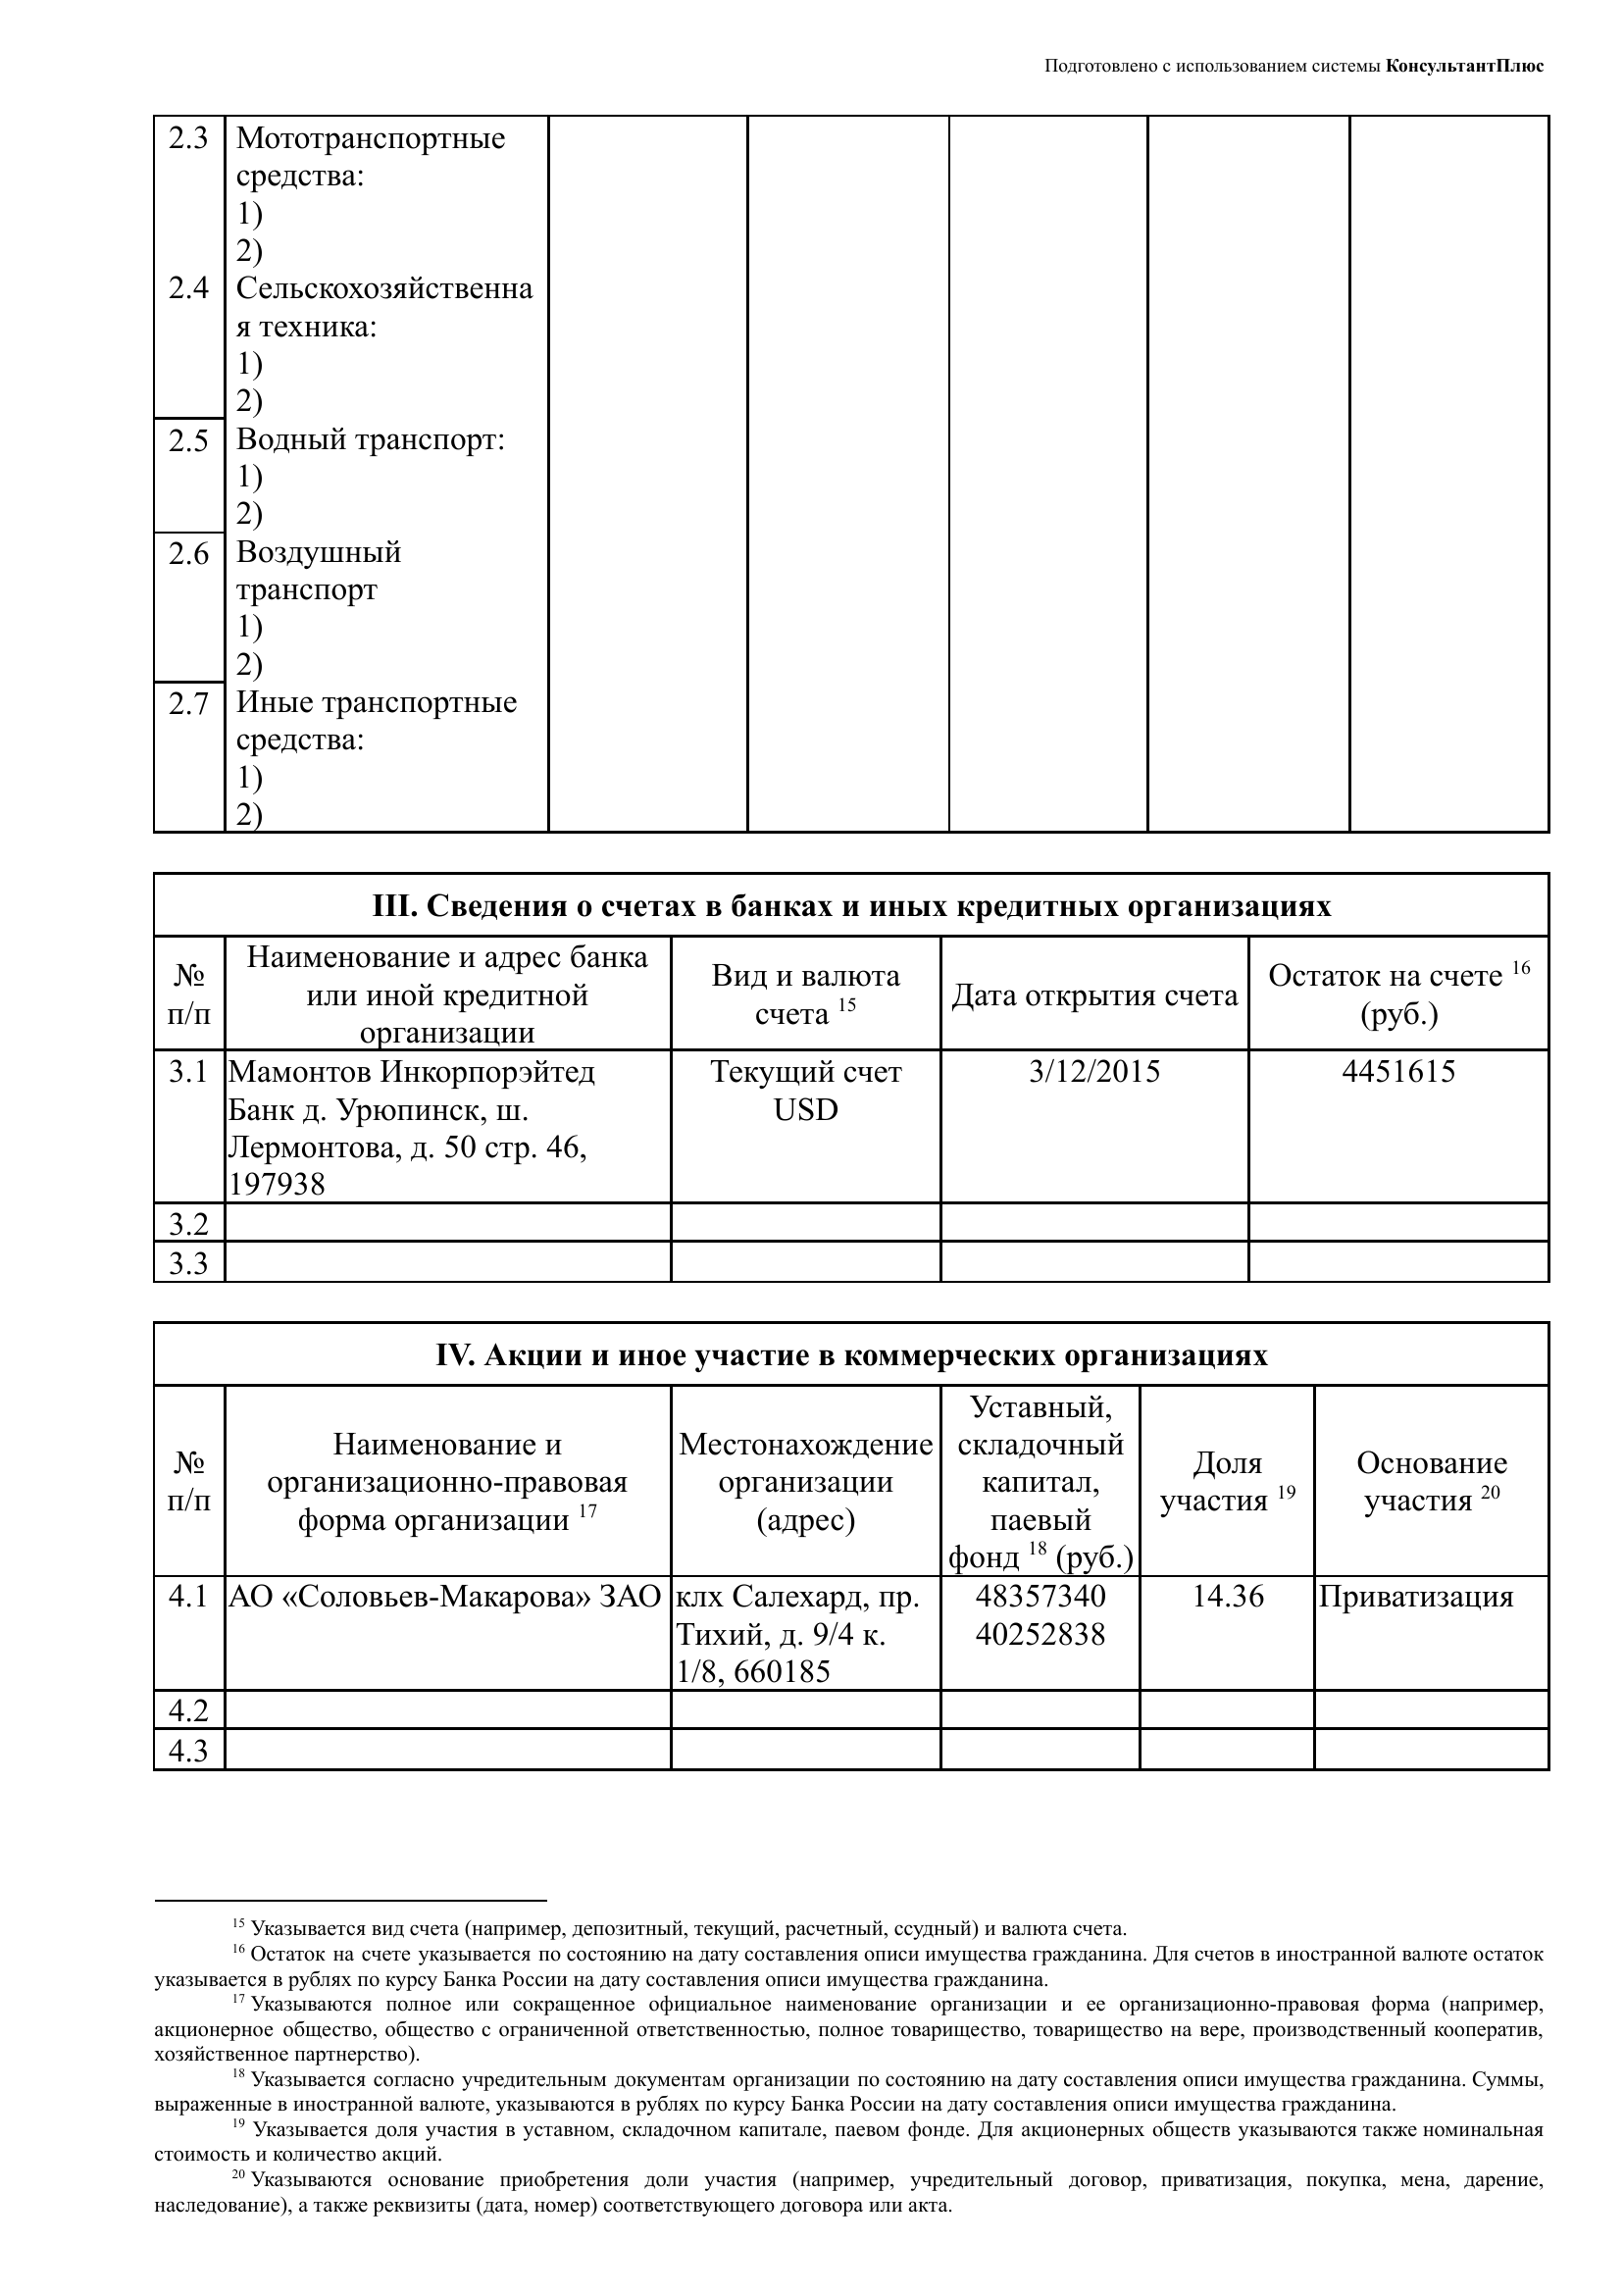 Подготовлено с использованием системы КонсультантПлюс
2.3 Мототранспортные
средства:
1)
2)
2.4 Сельскохозяйственна
я техника:
1)
2)
2.5 Водный транспорт:
1)
2)
2.6 Воздушный
транспорт
1)
2)
2.7 Иные транспортные
средства:
1)
2)
III. Сведения о счетах в банках и иных кредитных организациях
№
п/п
Наименование и адрес банка
или иной кредитной
организации
Вид и валюта
счета 15
Дата открытия счета
Остаток на счете 16
(руб.)
3.1
Мамонтов Инкорпорэйтед
Банк д. Урюпинск, ш.
Лермонтова, д. 50 стр. 46,
197938
Текущий счет
USD
3/12/2015
4451615
3.2
3.3
IV. Акции и иное участие в коммерческих организациях
№
п/п
Наименование и
организационно-правовая
форма организации 17
Местонахождение
организации
(адрес)
Уставный,
складочный
капитал,
паевый
фонд 18 (руб.)
Доля
участия 19
Основание
участия 20
4.1
АО «Соловьев-Макарова» ЗАО
клх Салехард, пр.
Тихий, д. 9/4 к.
1/8, 660185
48357340
40252838
14.36
Приватизация
4.2
4.3
15 Указывается вид счета (например, депозитный, текущий, расчетный, ссудный) и валюта счета.
16 Остаток на счете указывается по состоянию на дату составления описи имущества гражданина. Для счетов в иностранной валюте остаток
указывается в рублях по курсу Банка России на дату составления описи имущества гражданина.
17 Указываются полное или сокращенное официальное наименование организации и ее организационно-правовая форма (например,
акционерное общество, общество с ограниченной ответственностью, полное товарищество, товарищество на вере, производственный кооператив,
хозяйственное партнерство).
18 Указывается согласно учредительным документам организации по состоянию на дату составления описи имущества гражданина. Суммы,
выраженные в иностранной валюте, указываются в рублях по курсу Банка России на дату составления описи имущества гражданина.
19 Указывается доля участия в уставном, складочном капитале, паевом фонде. Для акционерных обществ указываются также номинальная
стоимость и количество акций.
20 Указываются основание приобретения доли участия (например, учредительный договор, приватизация, покупка, мена, дарение,
наследование), а также реквизиты (дата, номер) соответствующего договора или акта.